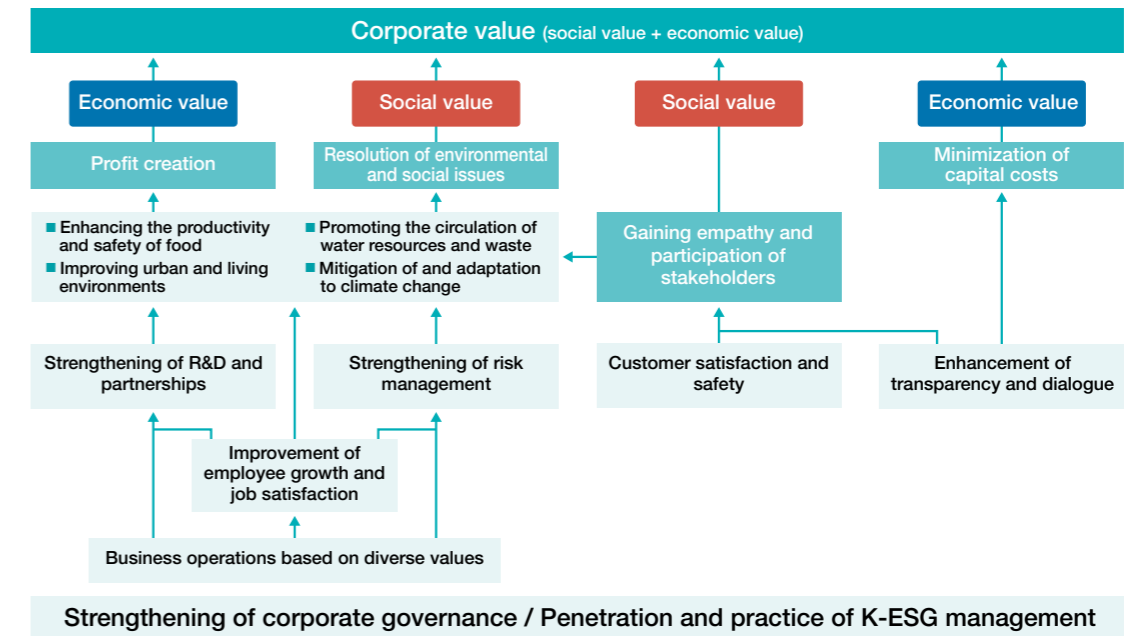 Corporate value (social value + economic value)
Economic value
Social value
Social value
Economic value
Profit creation
Resolution of environmental
and social issues
Minimization of
capital costs
■ Enhancing the productivity
and safety of food
■ Improving urban and living
environments
■ Promoting the circulation of
water resources and waste
■ Mitigation of and adaptation
to climate change
Gaining empathy and
participation of
stakeholders
Strengthening of R&D and
partnerships
Strengthening of risk
management
Customer satisfaction and
safety
Enhancement of
transparency and dialogue
Improvement of
employee growth and
job satisfaction
Business operations based on diverse values
Strengthening of corporate governance / Penetration and practice of K-ESG management